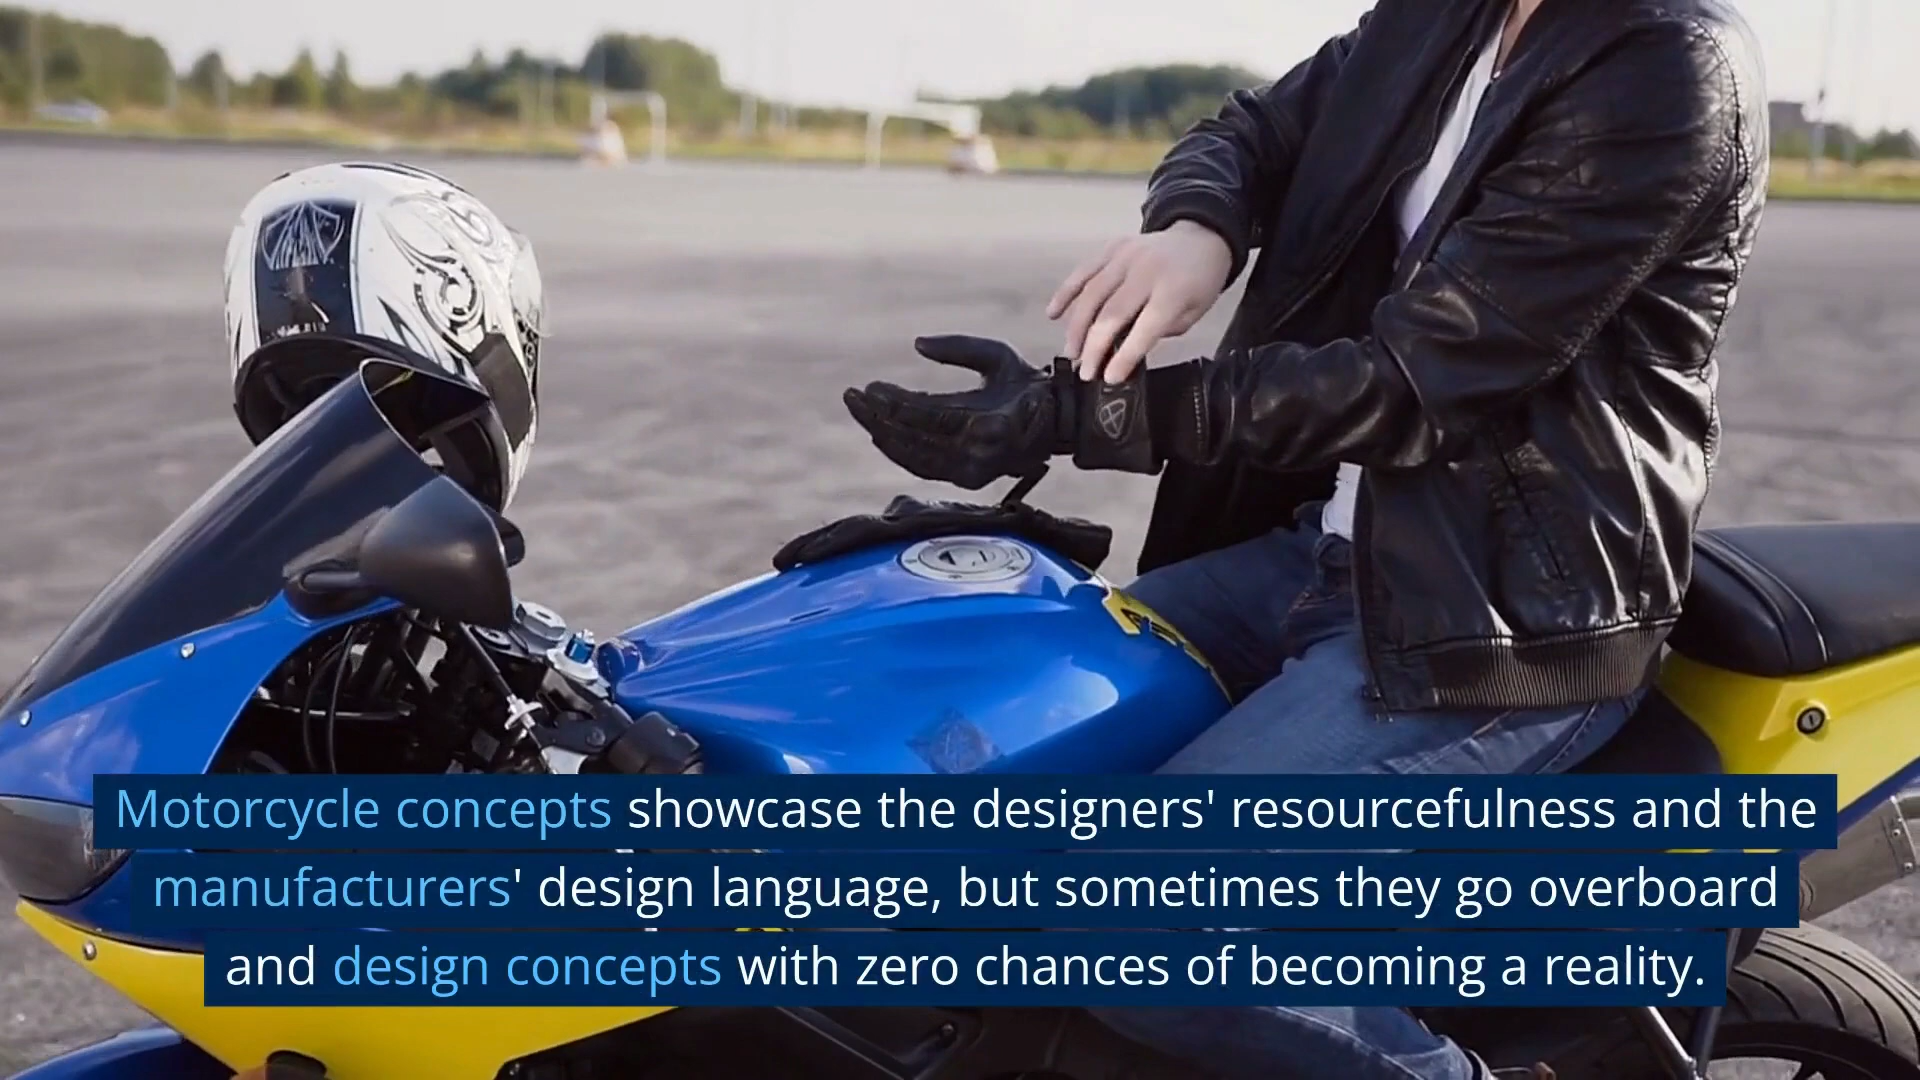 Motorcycle concepts showcase the designers' resourcefulness and the
manufacturers' design language, but sometimes they go overboard
and design concepts with zero chances of becoming a reality.